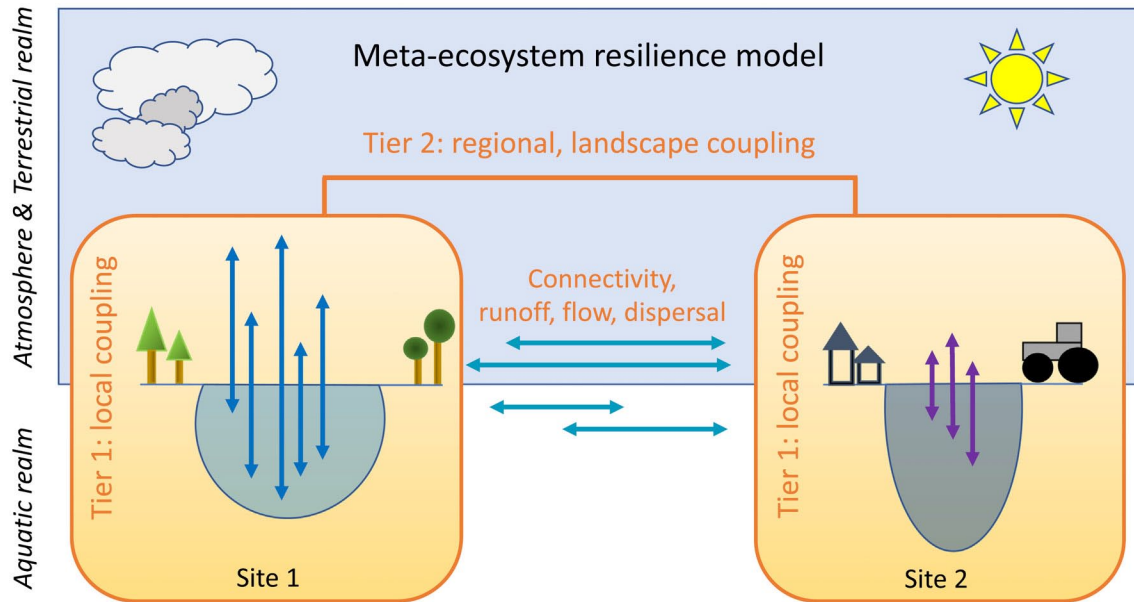 Meta-ecosystem resilience model
Tier 2: regional, landscape coupling
Atmosphere & Terrestrial realm
Aquatic realm
Tier 1: local coupling
Site 1
Connectivity,
runoff, flow, dispersal
Tier 1: local coupling
Site 2